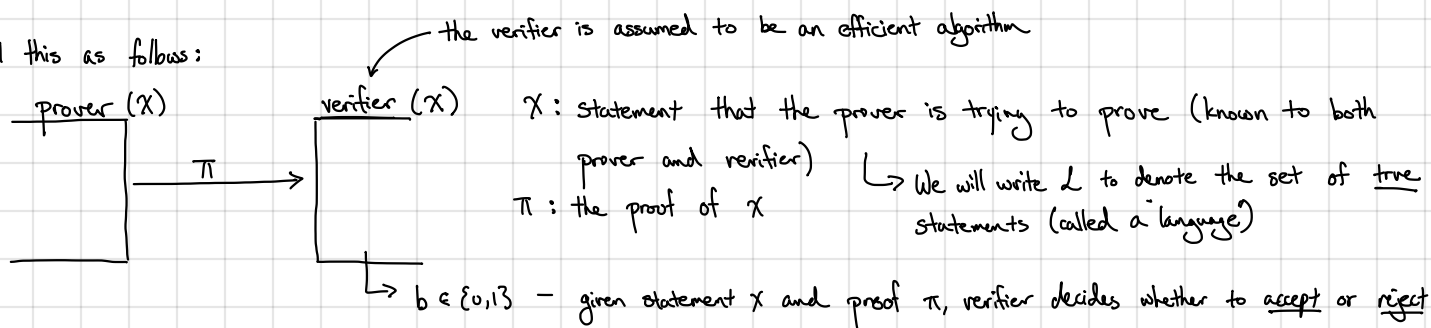 the verifier is assumed to be an efficient algorithm
this as follows:
prover (X)
verifier (X)
X : statement that the prover is trying to prove (known to both
prover and verifier)
π
We will write L to denote the set of true
π : the proof of X
statements (called a "language")
b ∈ {0,1} - given statement X and proof π, verifier decides whether to accept or reject